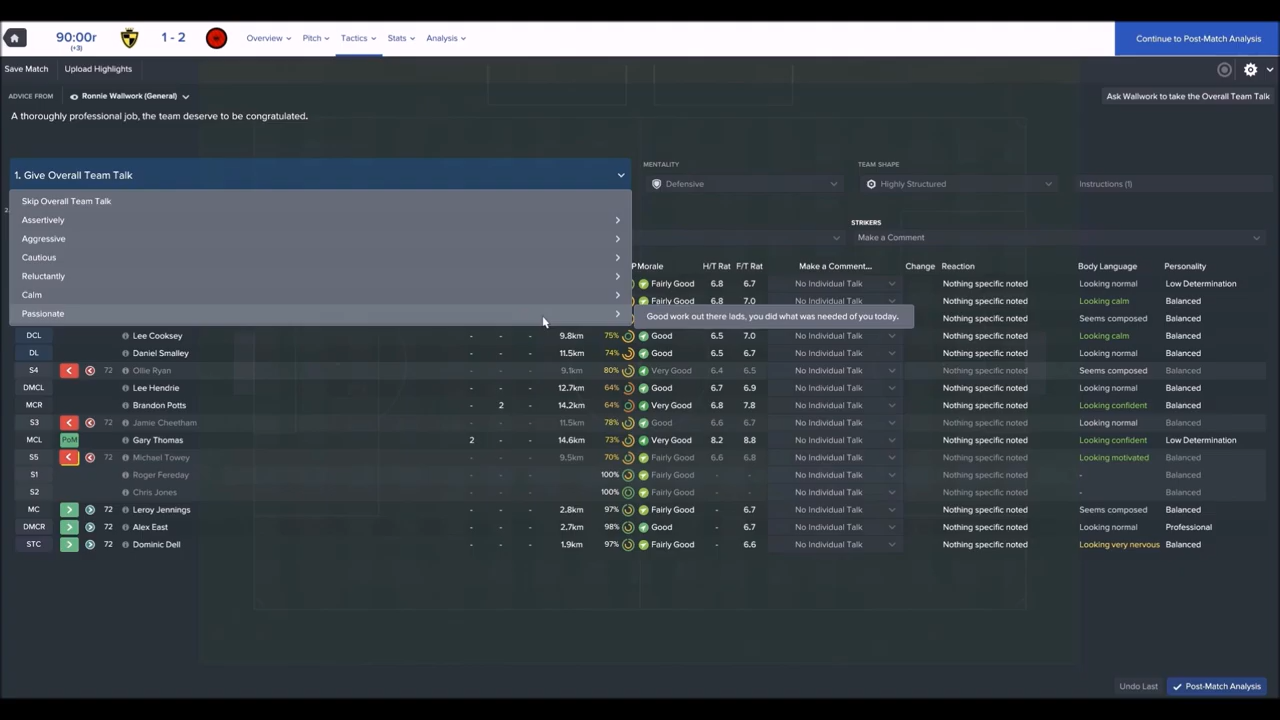 90:00r
(+3)
1 - 2
Overview
Pitch
Tactics
Stats
Analysis
Continue to Post-Match Analysis
Save Match
Upload Highlights
ADVICE FROM
Ronnie Wallwork (General)
Ask Wallwork to take the Overall Team Talk
A thoroughly professional job, the team deserve to be congratulated.
MENTALITY
TEAM SHAPE
1. Give Overall Team Talk
Defensive
Highly Structured
Instructions (1)
Skip Overall Team Talk
2.
Assertively
STRIKERS
Aggressive
Make a Comment
Cautious
Morale H/T Rat F/T Rat Make a Comment... Change Reaction Body Language Personality
Reluctantly
Fairly Good 6.8 6.7 No Individual Talk Nothing specific noted Looking normal Low Determination
Calm
Fairly Good 6.8 7.0 No Individual Talk Nothing specific noted Looking calm Balanced
Passionate
Good work out there lads, you did what was needed of you today.
Nothing specific noted Seems composed Balanced
DCL Lee Cooksey - - - 9.8km 75% Good 6.5 7.0 No Individual Talk Nothing specific noted Looking calm Balanced
DL Daniel Smalley - - - 11.5km 74% Good 6.5 6.7 No Individual Talk Nothing specific noted Looking normal Balanced
S4 72 Ollie Ryan - - - 9.1km 80% Very Good 6.4 6.5 No Individual Talk Nothing specific noted Seems composed Balanced
DMCL Lee Hendrie - - - 12.7km 64% Good 6.7 6.9 No Individual Talk Nothing specific noted Looking normal Balanced
MCR Brandon Potts - 2 - 14.2km 64% Very Good 6.8 7.8 No Individual Talk Nothing specific noted Looking confident Balanced
S3 72 Jamie Cheetham - - - 11.5km 78% Good 6.6 6.7 No Individual Talk Nothing specific noted Looking normal Balanced
MCL PoM Gary Thomas 2 - - 14.6km 73% Very Good 8.2 8.8 No Individual Talk Nothing specific noted Looking confident Low Determination
S5 72 Michael Towey - - - 9.5km 70% Fairly Good 6.6 6.8 No Individual Talk Nothing specific noted Looking motivated Balanced
S1 Roger Fereday 100% Fairly Good - - No Individual Talk Nothing specific noted - Balanced
S2 Chris Jones 100% Fairly Good - - No Individual Talk Nothing specific noted - Balanced
MC 72 Leroy Jennings - - - 2.8km 97% Fairly Good - 6.7 No Individual Talk Nothing specific noted Seems composed Balanced
DMCR 72 Alex East - - - 2.7km 98% Good - 6.7 No Individual Talk Nothing specific noted Looking normal Professional
STC 72 Dominic Dell - - - 1.9km 97% Fairly Good - 6.6 No Individual Talk Nothing specific noted Looking very nervous Balanced
Undo Last
Post-Match Analysis